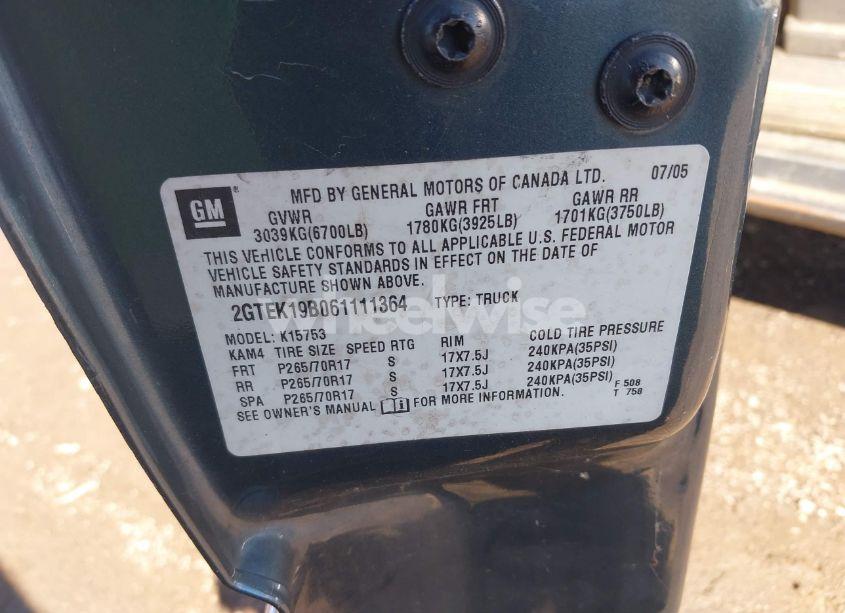 MFD BY GENERAL MOTORS OF CANADA LTD. 07/05
GM
GVWR GAWR FRT GAWR RR
3039KG(6700LB) 1780KG(3925LB) 1701KG(3750LB)
THIS VEHICLE CONFORMS TO ALL APPLICABLE U.S. FEDERAL MOTOR
VEHICLE SAFETY STANDARDS IN EFFECT ON THE DATE OF
MANUFACTURE SHOWN ABOVE.
2GTEK19B061111364 TYPE: TRUCK
wheelwise
MODEL: K15753
KAM4 TIRE SIZE SPEED RTG RIM COLD TIRE PRESSURE
FRT P265/70R17 S 17X7.5J 240KPA(35PSI)
RR P265/70R17 S 17X7.5J 240KPA(35PSI)
SPA P265/70R17 S 17X7.5J 240KPA(35PSI)
F 508
T 758
SEE OWNER'S MANUAL i FOR MORE INFORMATION.